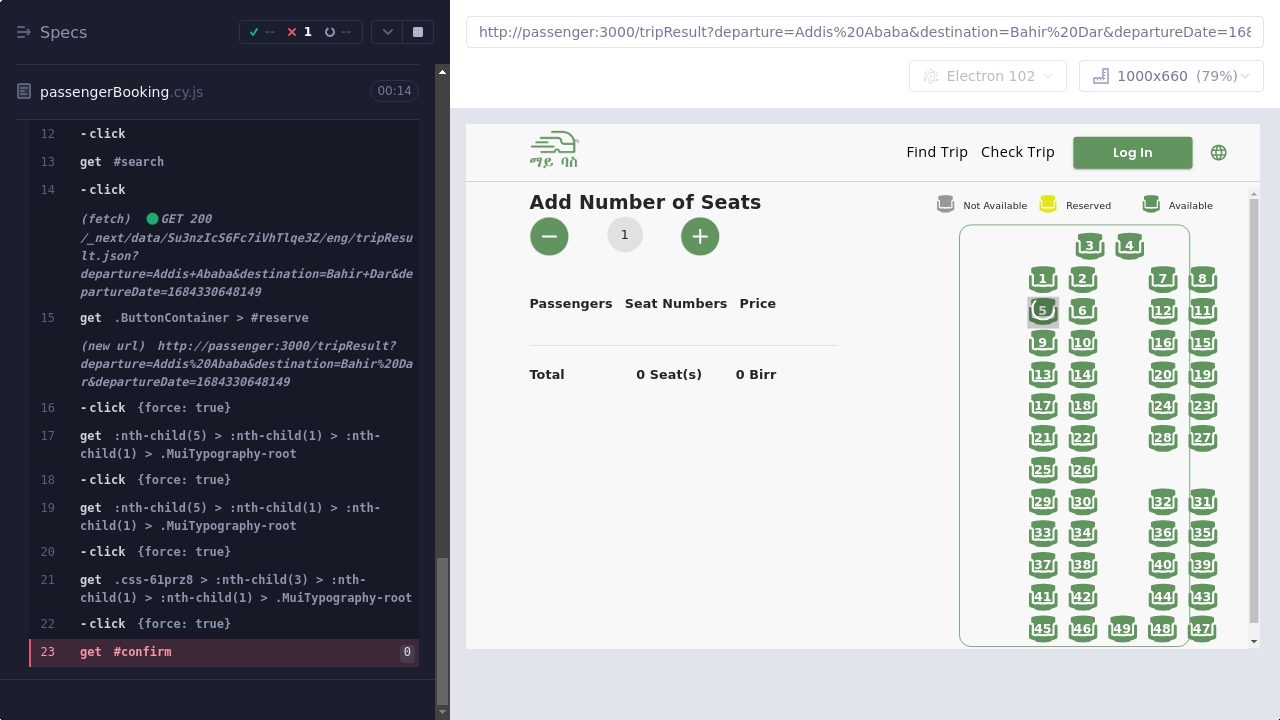 Specs
-- 1 --
passengerBooking.cy.js 00:14
12 -click
13 get #search
14 -click
(fetch) GET 200
/_next/data/Su3nzIcS6Fc7iVhTlqe3Z/eng/tripResu
lt.json?
departure=Addis+Ababa&destination=Bahir+Dar&de
partureDate=1684330648149
15 get .ButtonContainer > #reserve
(new url) http://passenger:3000/tripResult?
departure=Addis%20Ababa&destination=Bahir%20Da
r&departureDate=1684330648149
16 -click {force: true}
17 get :nth-child(5) > :nth-child(1) > :nth-
child(1) > .MuiTypography-root
18 -click {force: true}
19 get :nth-child(5) > :nth-child(1) > :nth-
child(1) > .MuiTypography-root
20 -click {force: true}
21 get .css-61prz8 > :nth-child(3) > :nth-
child(1) > :nth-child(1) > .MuiTypography-root
22 -click {force: true}
23 get #confirm 0
http://passenger:3000/tripResult?departure=Addis%20Ababa&destination=Bahir%20Dar&departureDate=168
Electron 102
1000x660 (79%)
ማይ ባስ
Find Trip Check Trip Log In
Add Number of Seats
1
Passengers Seat Numbers Price
Total 0 Seat(s) 0 Birr
Not Available Reserved Available
3 4
1 2 7 8
5 6 12 11
9 10 16 15
13 14 20 19
17 18 24 23
21 22 28 27
25 26
29 30 32 31
33 34 36 35
37 38 40 39
41 42 44 43
45 46 49 48 47